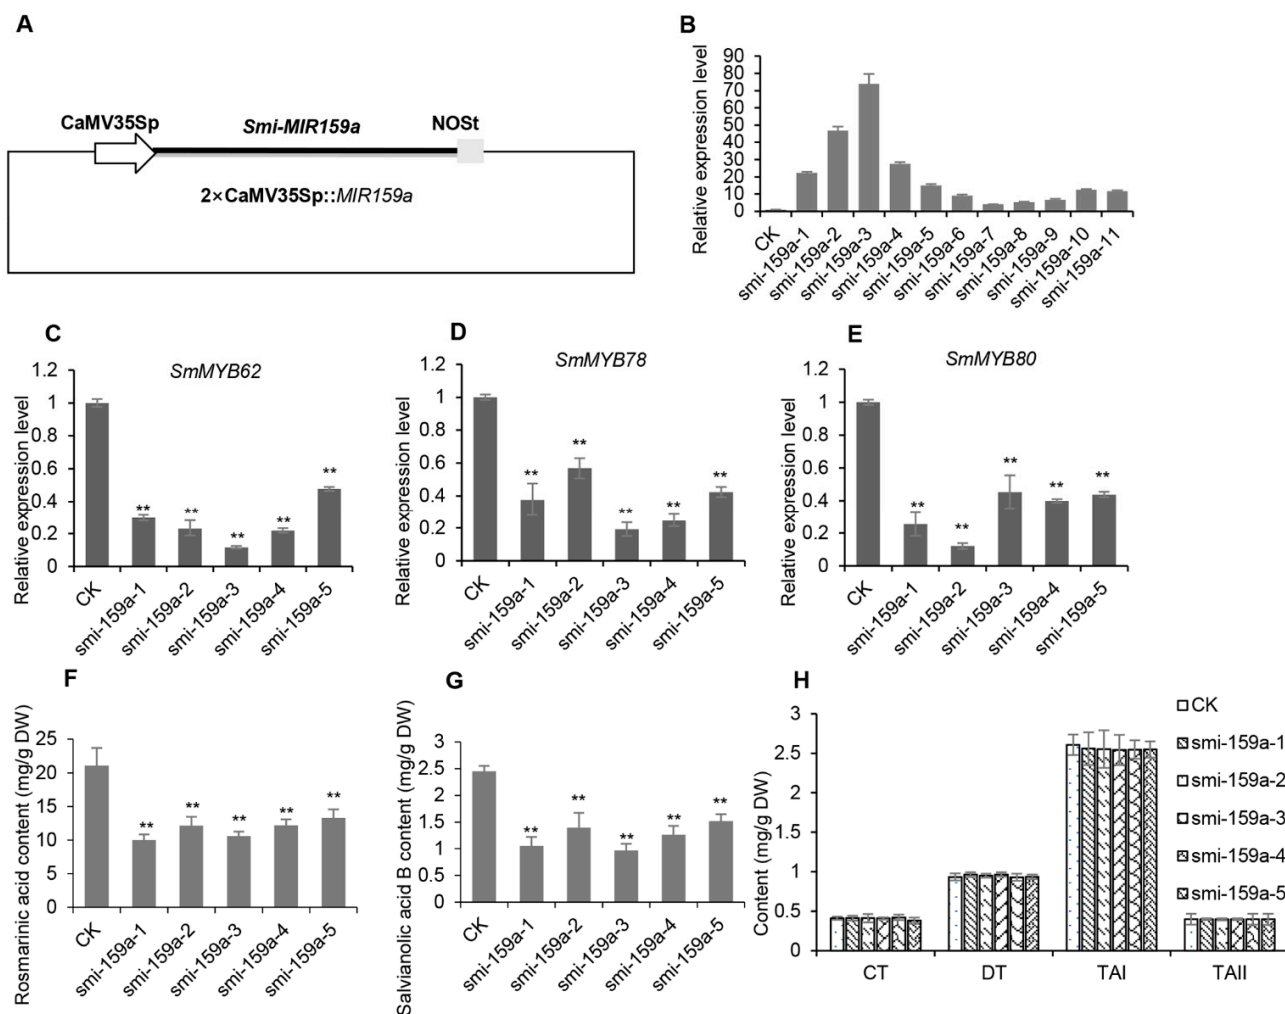 A
CaMV35Sp
Smi-MIR159a
NOSt
2×CaMV35Sp::MIR159a
B
Relative expression level
90
80
70
60
50
40
30
20
10
0
CK
smi-159a-1
smi-159a-2
smi-159a-3
smi-159a-4
smi-159a-5
smi-159a-6
smi-159a-7
smi-159a-8
smi-159a-9
smi-159a-10
smi-159a-11
C
SmMYB62
Relative expression level
1.2
1
0.8
0.6
0.4
0.2
0
**
**
**
**
**
CK
smi-159a-1
smi-159a-2
smi-159a-3
smi-159a-4
smi-159a-5
D
SmMYB78
Relative expression level
1.2
1
0.8
0.6
0.4
0.2
0
**
**
**
**
**
CK
smi-159a-1
smi-159a-2
smi-159a-3
smi-159a-4
smi-159a-5
E
SmMYB80
Relative expression level
1.2
1
0.8
0.6
0.4
0.2
0
**
**
**
**
**
CK
smi-159a-1
smi-159a-2
smi-159a-3
smi-159a-4
smi-159a-5
F
Rosmarinic acid content (mg/g DW)
25
20
15
10
5
0
**
**
**
**
**
CK
smi-159a-1
smi-159a-2
smi-159a-3
smi-159a-4
smi-159a-5
G
Salvianolic acid B content (mg/g DW)
3
2.5
2
1.5
1
0.5
0
**
**
**
**
**
CK
smi-159a-1
smi-159a-2
smi-159a-3
smi-159a-4
smi-159a-5
H
Content (mg/g DW)
3
2.5
2
1.5
1
0.5
0
CT
DT
TAI
TAII
CK
smi-159a-1
smi-159a-2
smi-159a-3
smi-159a-4
smi-159a-5